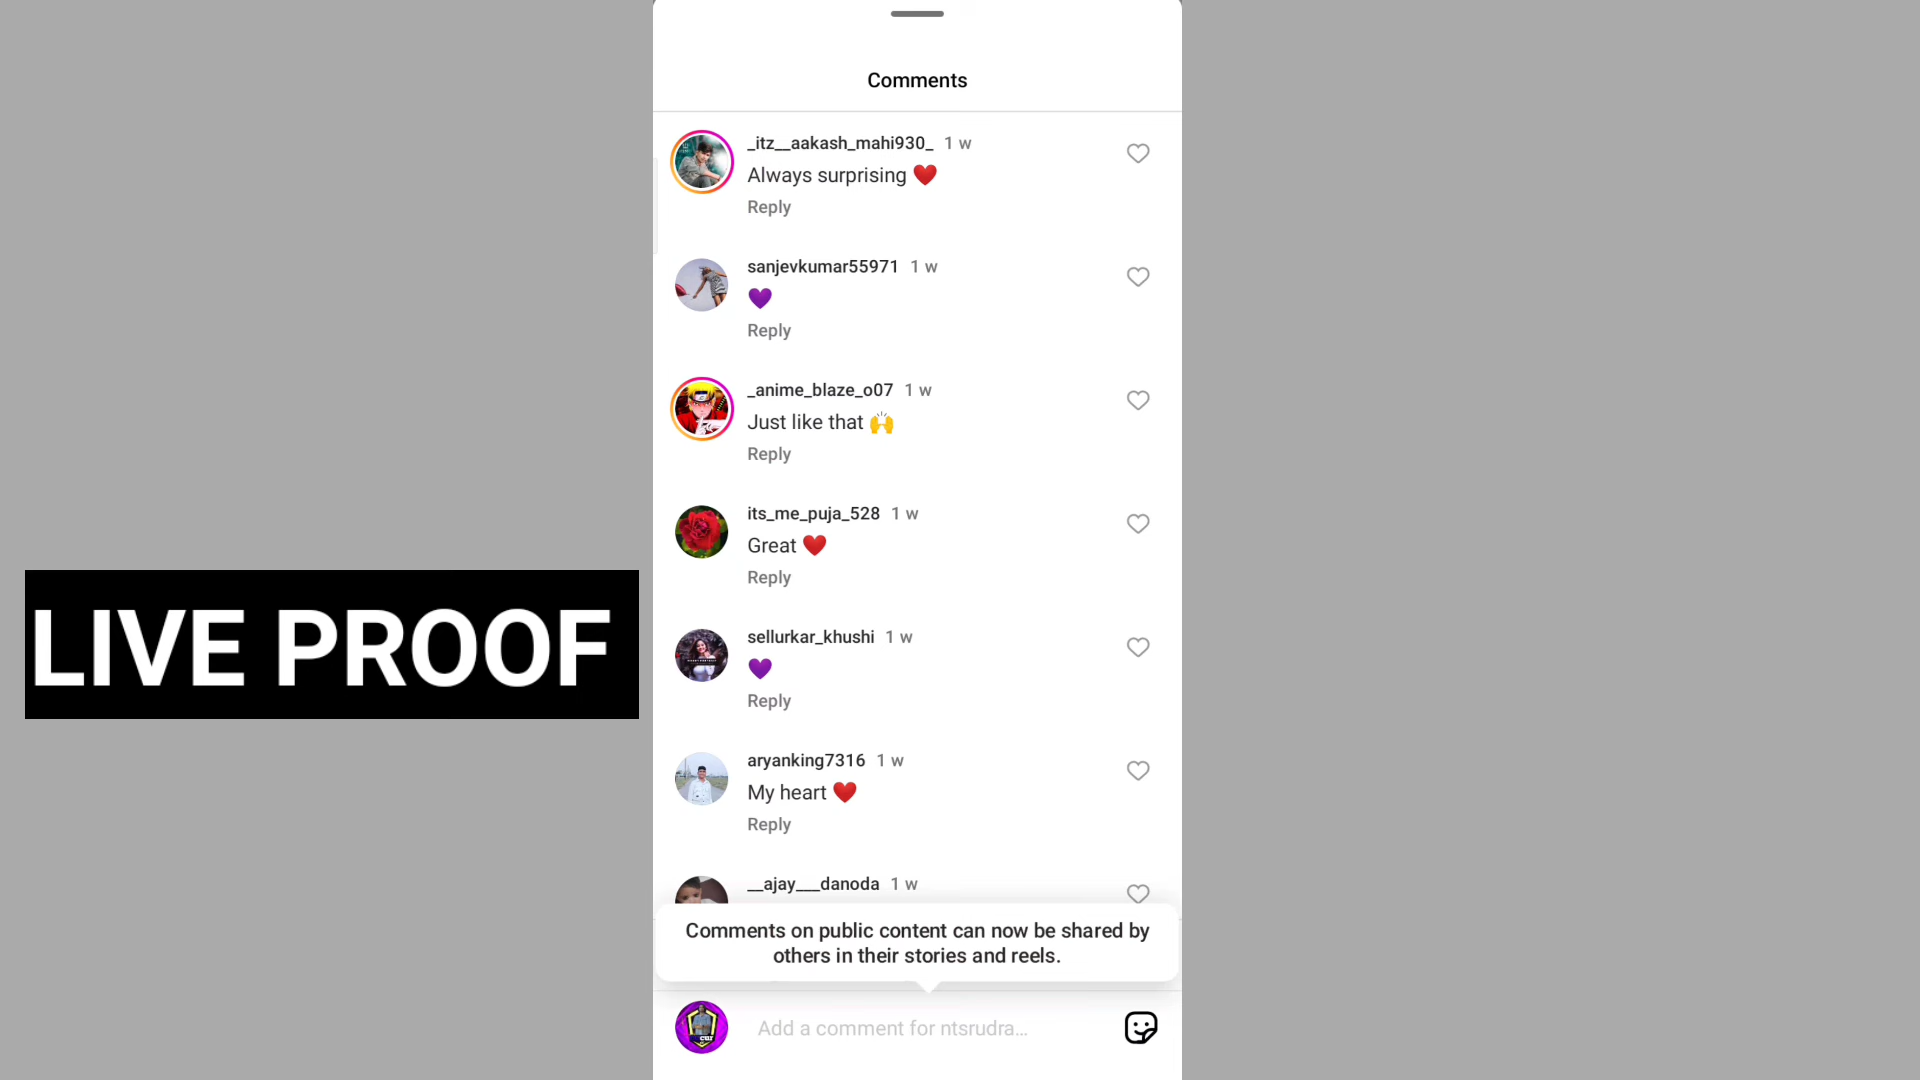 Comments
_itz__aakash_mahi930_ 1 w
Always surprising ❤️
Reply
sanjevkumar55971 1 w
💜
Reply
_anime_blaze_o07 1 w
Just like that 🙌
Reply
its_me_puja_528 1 w
Great ❤️
Reply
LIVE PROOF
sellurkar_khushi 1 w
💜
Reply
aryanking7316 1 w
My heart ❤️
Reply
__ajay___danoda 1 w
Comments on public content can now be shared by
others in their stories and reels.
Add a comment for ntsrudra...